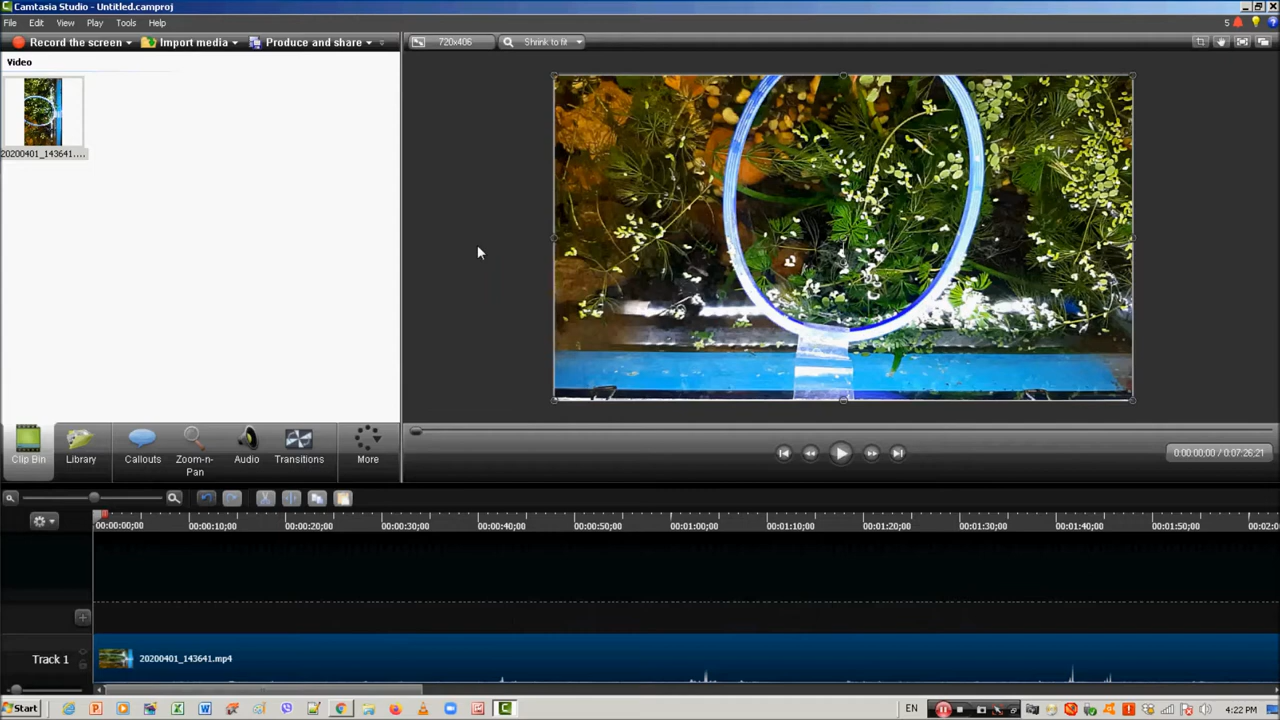 Camtasia Studio - Untitled.camproj
File Edit View Play Tools Help
5
Record the screen Import media Produce and share
720x406 Shrink to fit
Video
20200401_143641....
Clip Bin Library Callouts Zoom-n-Pan Audio Transitions More
0:00:00;00 / 0:07:26;21
00:00:00;00 00:00:10;00 00:00:20;00 00:00:30;00 00:00:40;00 00:00:50;00 00:01:00;00 00:01:10;00 00:01:20;00 00:01:30;00 00:01:40;00 00:01:50;00 00:02:0
Track 1 20200401_143641.mp4
Start EN 4:22 PM